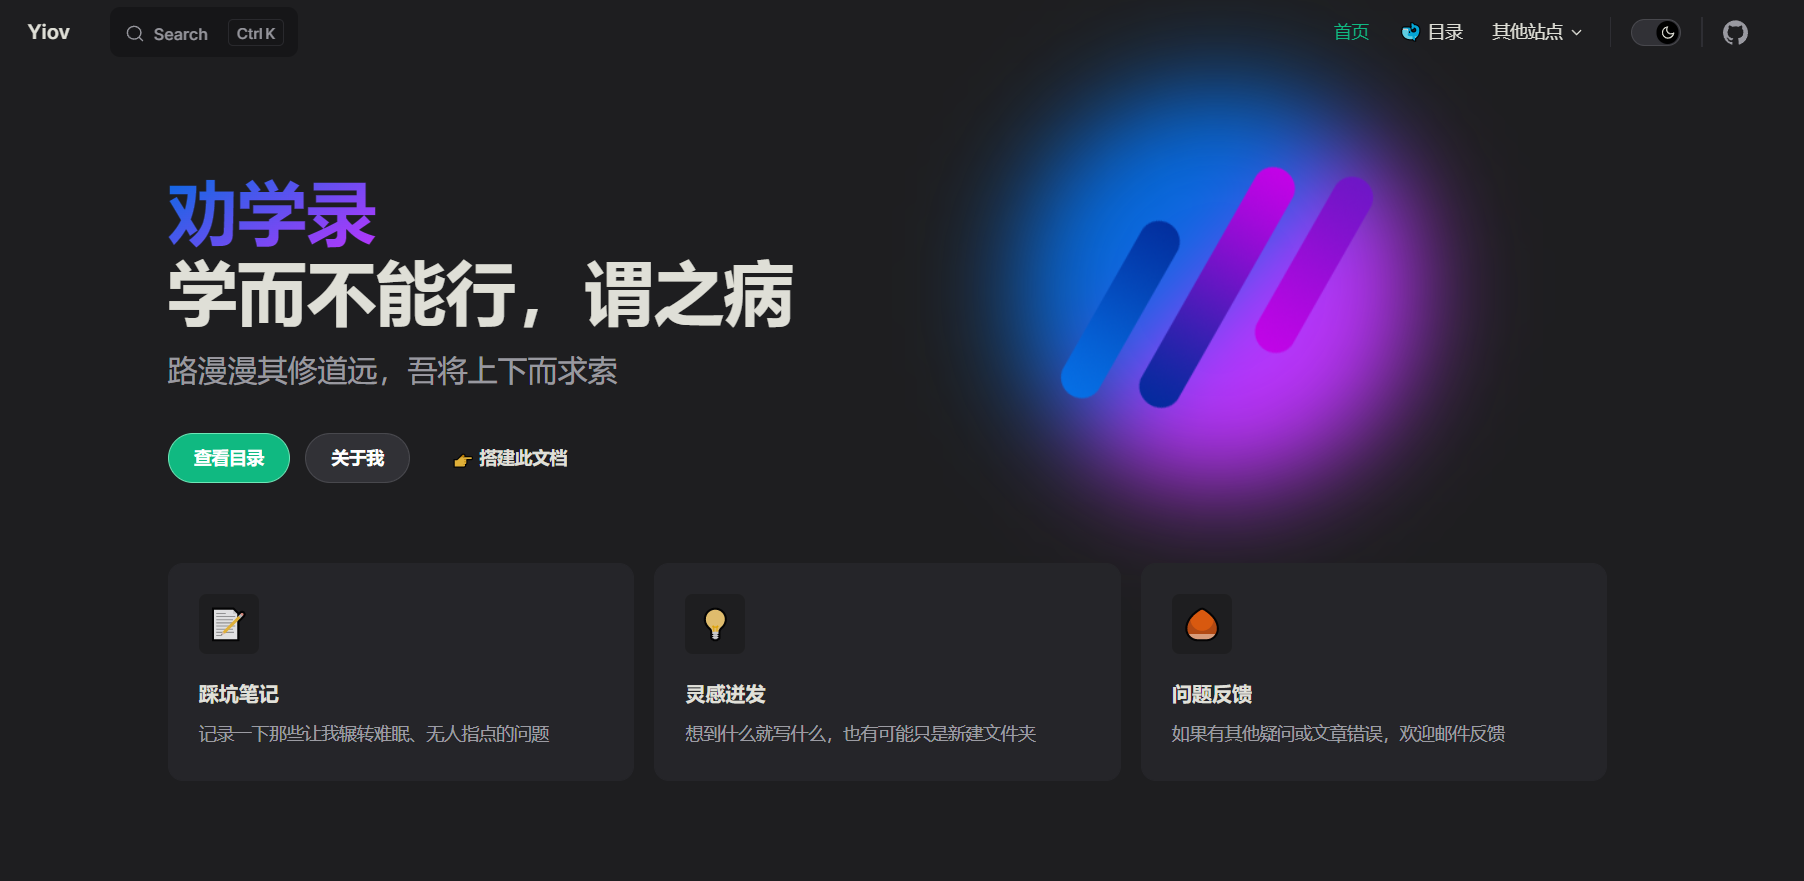 Yiov
Search
Ctrl K
首页
目录
其他站点
劝学录
学而不能行，谓之病
路漫漫其修道远，吾将上下而求索
查看目录
关于我
搭建此文档
踩坑笔记
记录一下那些让我辗转难眠、无人指点的问题
灵感迸发
想到什么就写什么，也有可能只是新建文件夹
问题反馈
如果有其他疑问或文章错误，欢迎邮件反馈